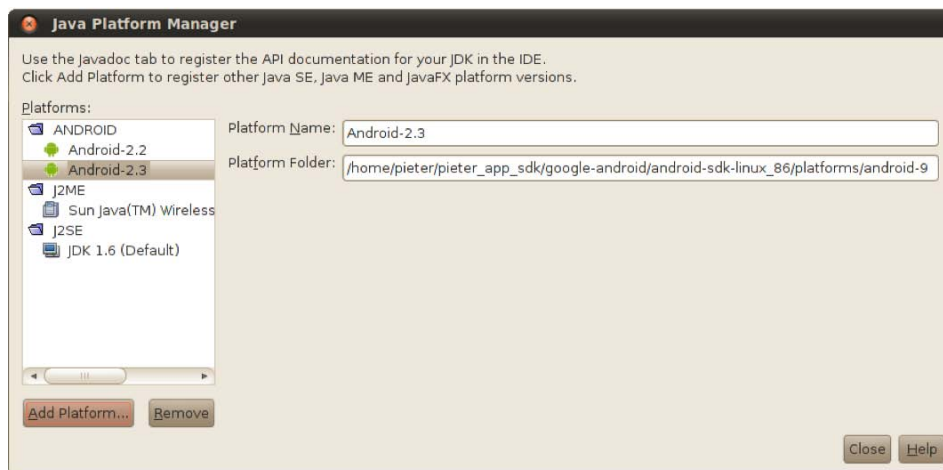 Java Platform Manager
Use the Javadoc tab to register the API documentation for your JDK in the IDE.
Click Add Platform to register other Java SE, Java ME and JavaFX platform versions.
Platforms:
ANDROID
Android-2.2
Android-2.3
J2ME
Sun Java(TM) Wireless
J2SE
JDK 1.6 (Default)
Platform Name: Android-2.3
Platform Folder: /home/pieter/pieter_app_sdk/google-android/android-sdk-linux_86/platforms/android-9
Add Platform... Remove
Close Help